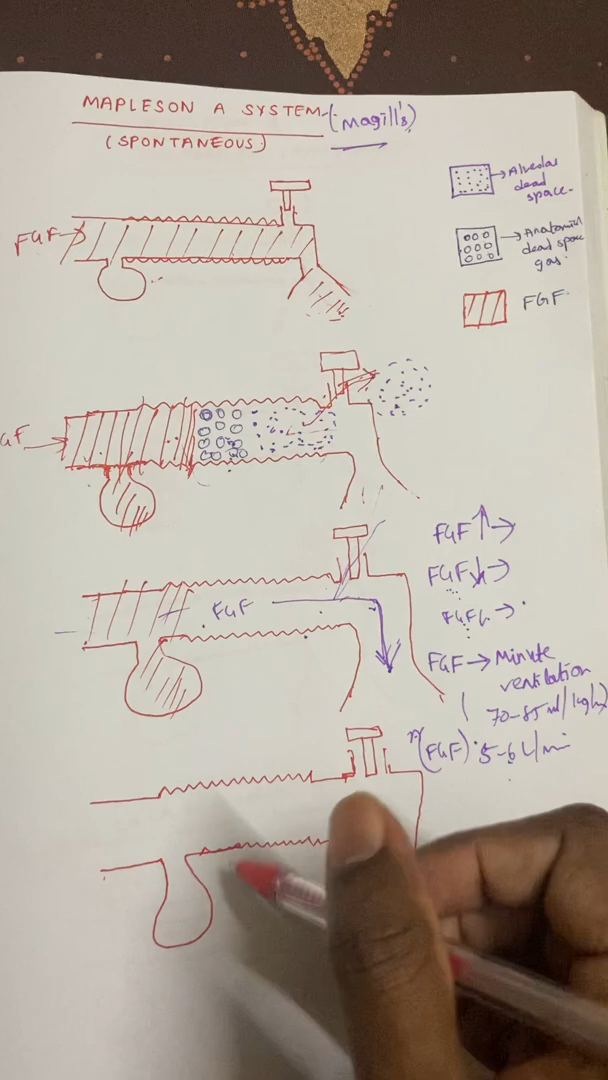 MAPLESON A SYSTEM-(Magill's)
(SPONTANEOUS)
Alveolar
dead
space-
Anatomical
dead space
gas.
FGF.
FGF
GF
FGF ↑→
FGF ↓→
FGF
FGF → Minute
ventilation
70-85 ml/kg/
(FGF) 5-6 L/min